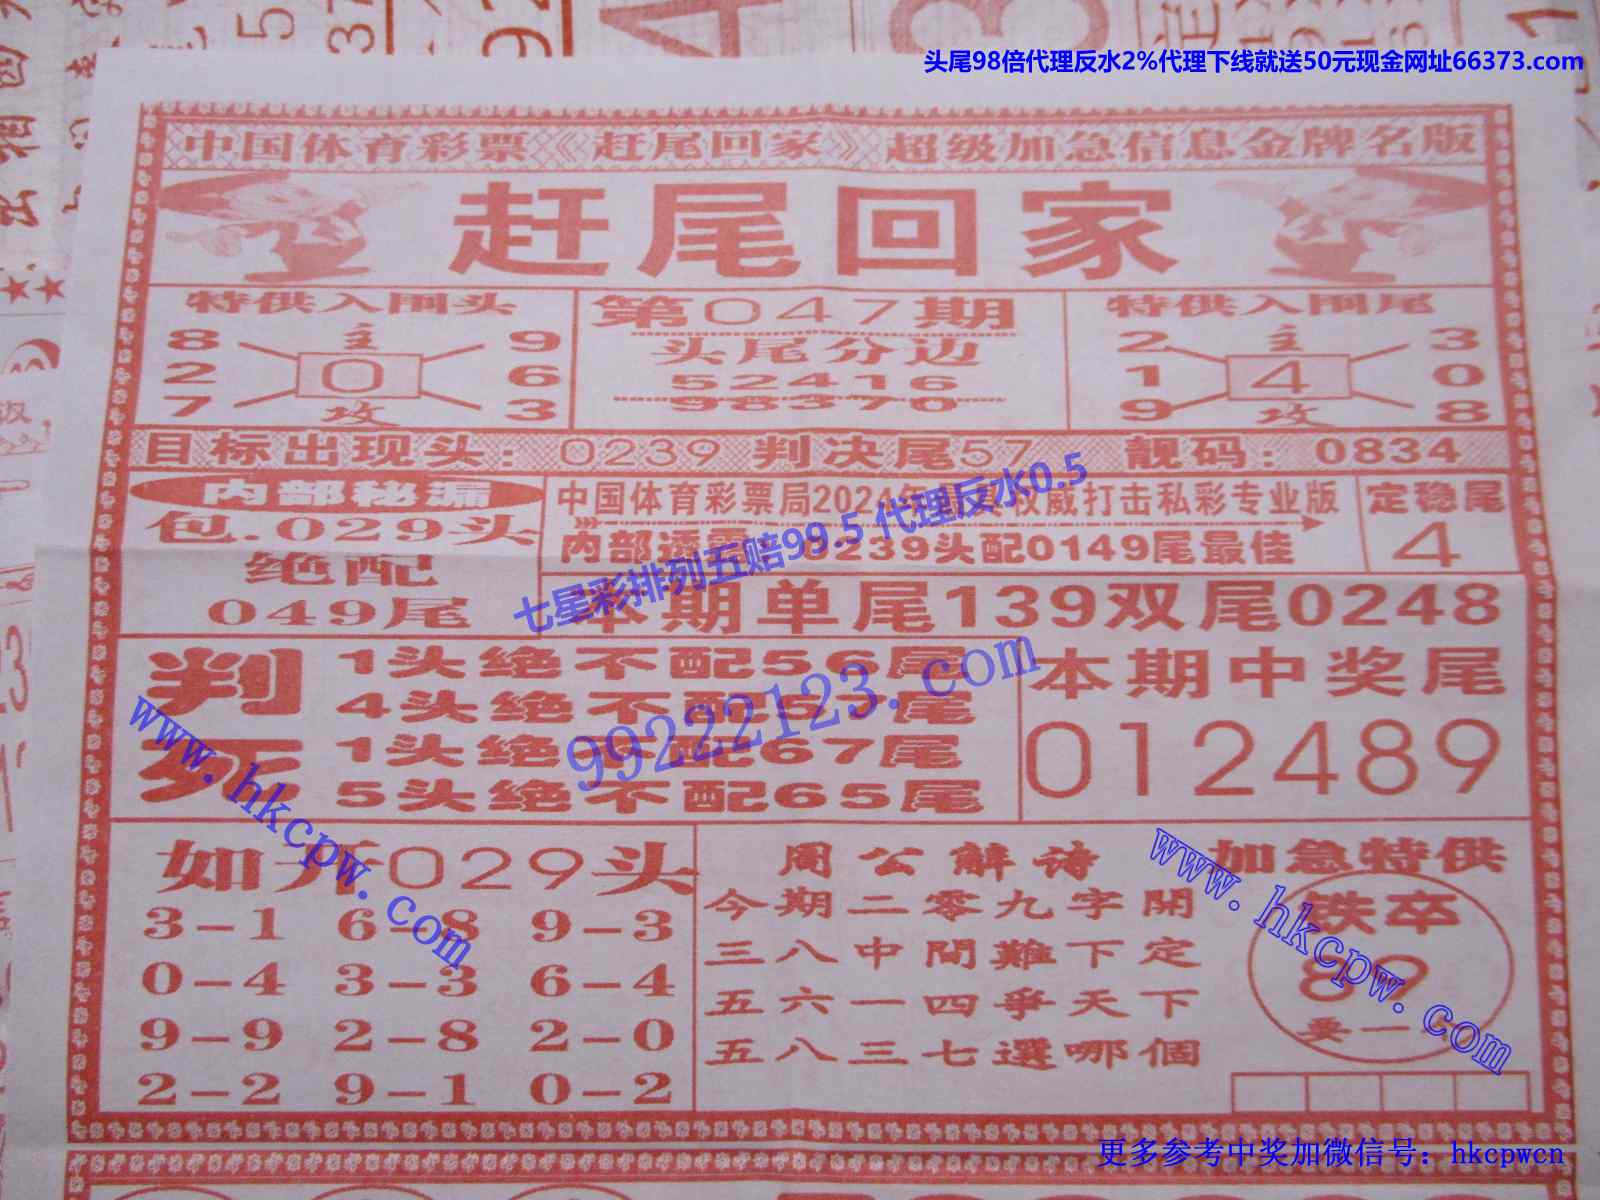 头尾98倍代理反水2%代理下线就送50元现金网址66373.com
中国体育彩票《赶尾回家》超级加急信息金牌名版
赶尾回家
特供入围头
8 主 9
2 0 6
7 攻 3
第047期
头尾分边
52416
98370
特供入围尾
2 主 3
1 4 0
9 攻 8
目标出现头：0239 判决尾57 靓码：0834
内部秘漏
包.029头
绝配
049尾
中国体育彩票局2024年 权威打击私彩专业版
内部透 0239头配0149尾最佳
定稳尾
4
本期单尾139双尾0248
判死
1头绝不配56尾
4头绝不配5 尾
1头绝不配67尾
5头绝不配65尾
本期中奖尾
012489
如开029头
3-1 6-8 9-3
0-4 3-3 6-4
9-9 2-8 2-0
2-2 9-1 0-2
周公解诗
今期二零九字開
三八中間難下定
五六一四爭天下
五八三七選哪個
加急特供
铁卒
89
七星彩排列五赔99.5 代理反水0.5
99222123.com
www.hkcpw.com
www.hkcpw.com
更多参考中奖加微信号：hkcpwcn